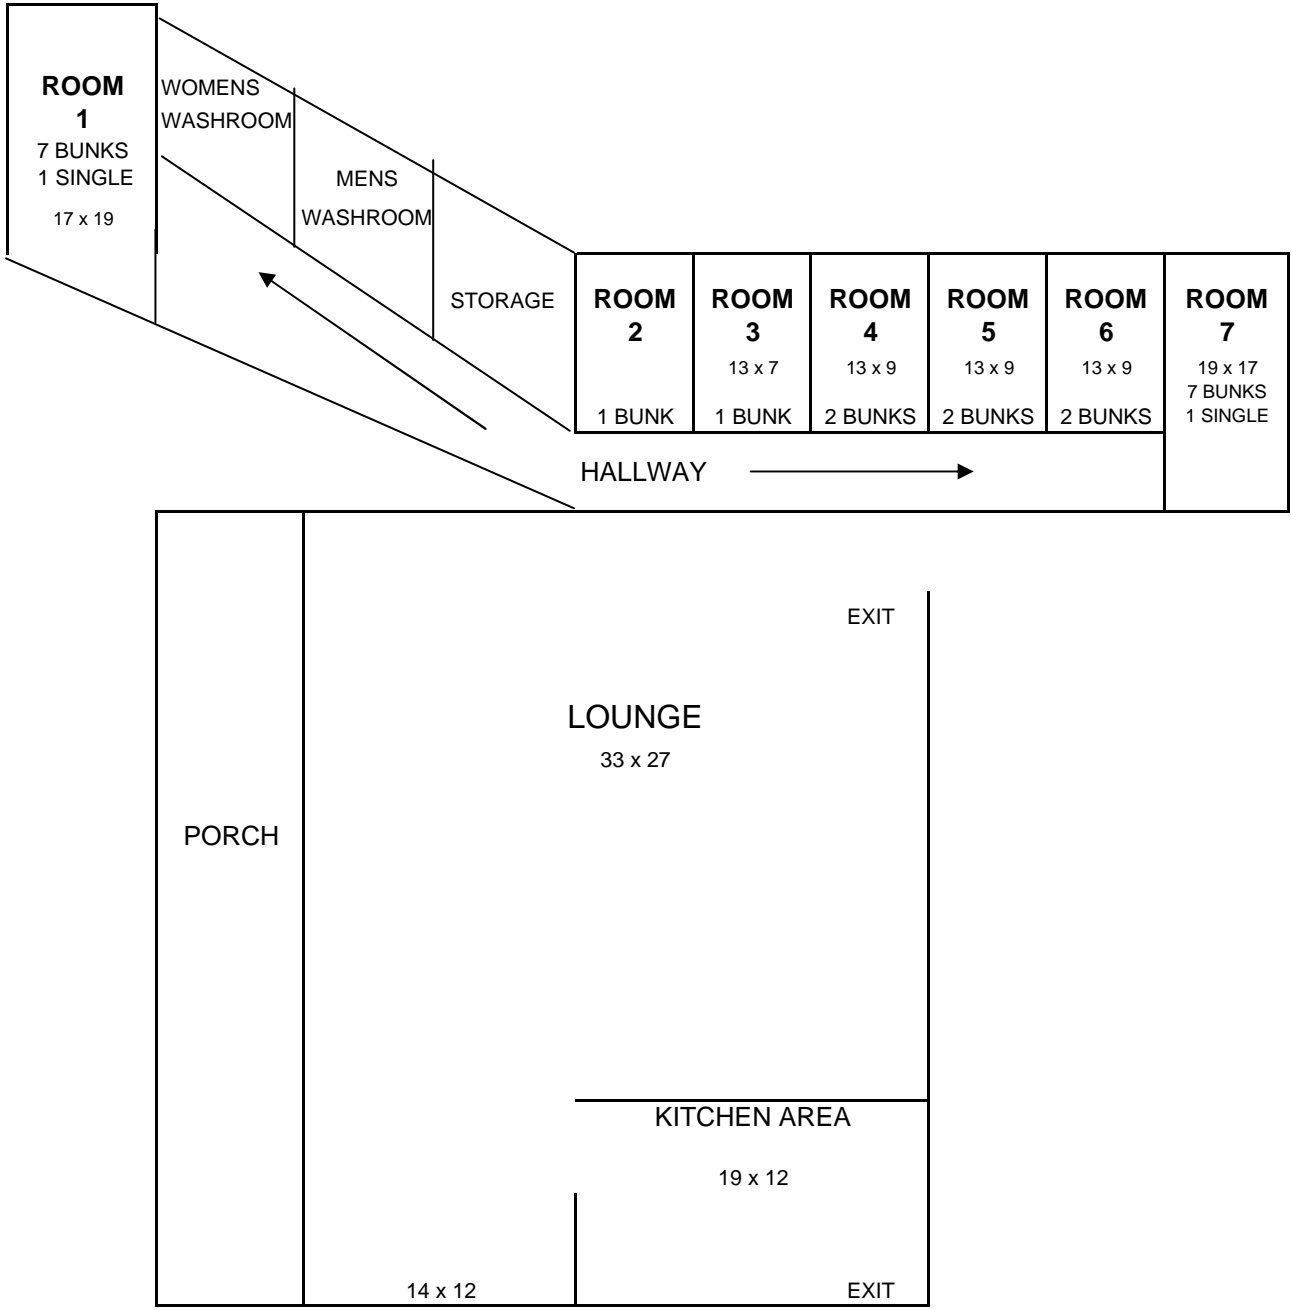 ROOM
1
7 BUNKS
1 SINGLE
17 x 19
WOMENS
WASHROOM
MENS
WASHROOM
STORAGE
ROOM
2
1 BUNK
ROOM
3
13 x 7
1 BUNK
ROOM
4
13 x 9
2 BUNKS
ROOM
5
13 x 9
2 BUNKS
ROOM
6
13 x 9
2 BUNKS
ROOM
7
19 x 17
7 BUNKS
1 SINGLE
HALLWAY
EXIT
LOUNGE
33 x 27
PORCH
KITCHEN AREA
19 x 12
14 x 12
EXIT